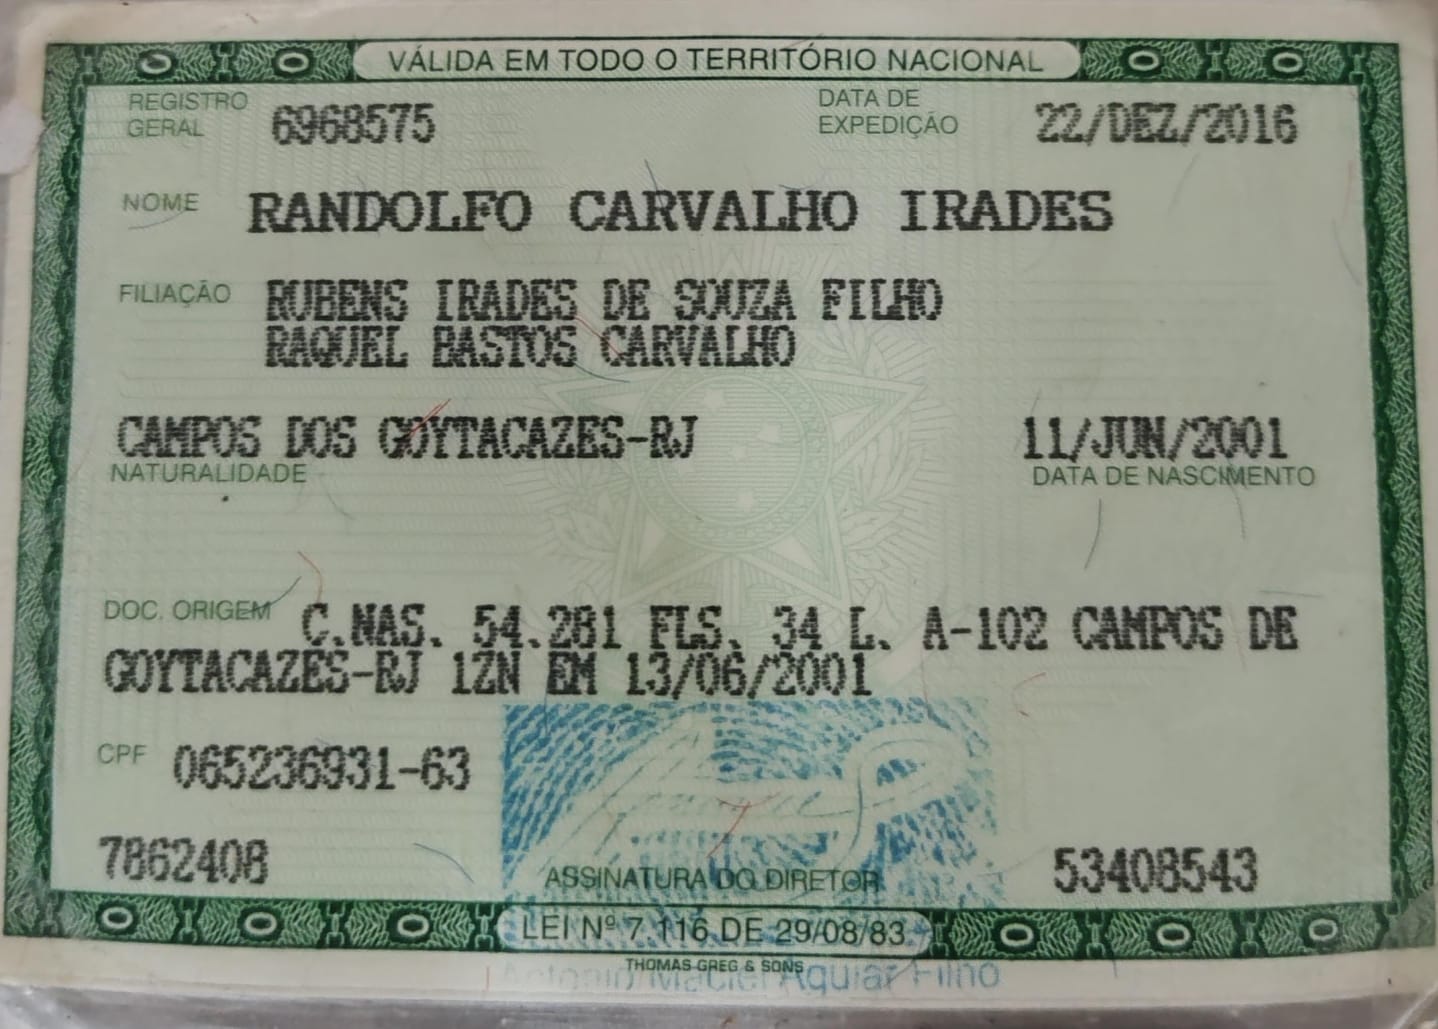 VÁLIDA EM TODO O TERRITÓRIO NACIONAL
REGISTRO GERAL 6968575 DATA DE EXPEDIÇÃO 22/DEZ/2016
NOME RANDOLFO CARVALHO IRADES
FILIAÇÃO RUBENS IRADES DE SOUZA FILHO
RAQUEL BASTOS CARVALHO
CAMPOS DOS GOYTACAZES-RJ 11/JUN/2001
NATURALIDADE DATA DE NASCIMENTO
DOC. ORIGEM C.NAS. 54.281 FLS. 34 L. A-102 CAMPOS DE
GOYTACAZES-RJ 1ZN EM 13/06/2001
CPF 065236931-63
7862408 ASSINATURA DO DIRETOR 53408543
LEI Nº 7.116 DE 29/08/83
THOMAS GREG & SONS
Antonio Maciel Aguiar Filho